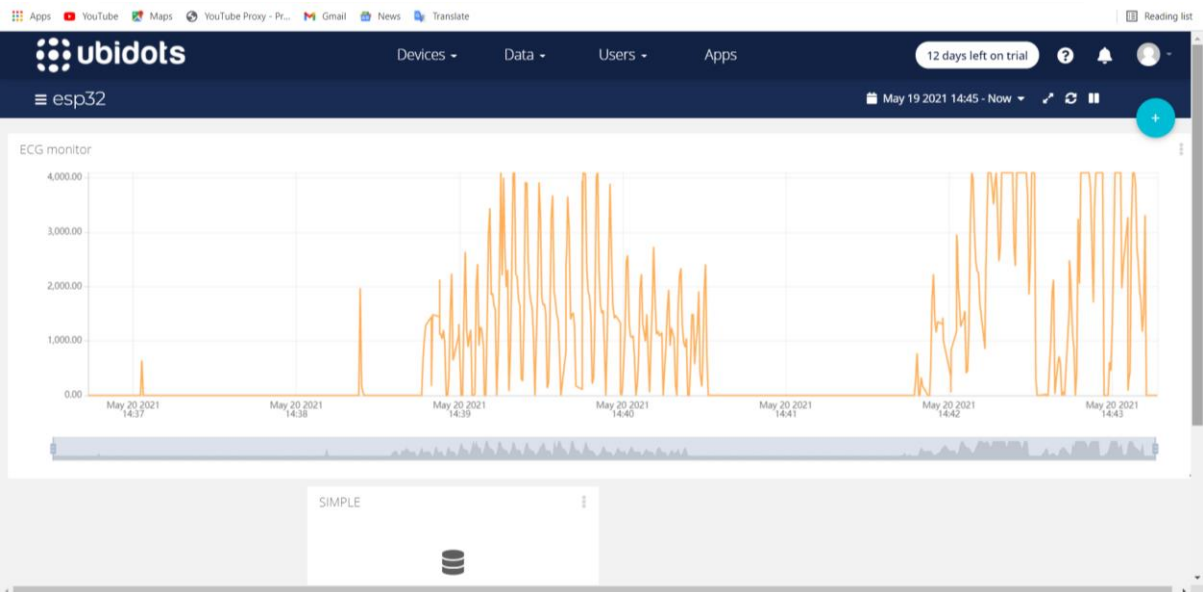 Apps YouTube Maps YouTube Proxy - Pr... Gmail News Translate Reading list
ubidots Devices Data Users Apps 12 days left on trial
esp32 May 19 2021 14:45 - Now
ECG monitor
4,000.00
3,000.00
2,000.00
1,000.00
0.00
May 20 2021 May 20 2021 May 20 2021 May 20 2021 May 20 2021 May 20 2021 May 20 2021
14:37 14:38 14:39 14:40 14:41 14:42 14:43
SIMPLE